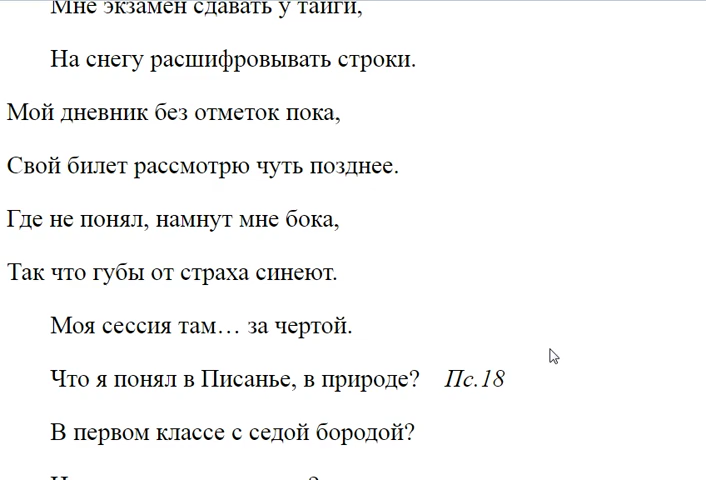 Мне экзамен сдавать у тайги,
На снегу расшифровывать строки.
Мой дневник без отметок пока,
Свой билет рассмотрю чуть позднее.
Где не понял, намнут мне бока,
Так что губы от страха синеют.
Моя сессия там… за чертой.
Что я понял в Писанье, в природе? Пс.18
В первом классе с седой бородой?